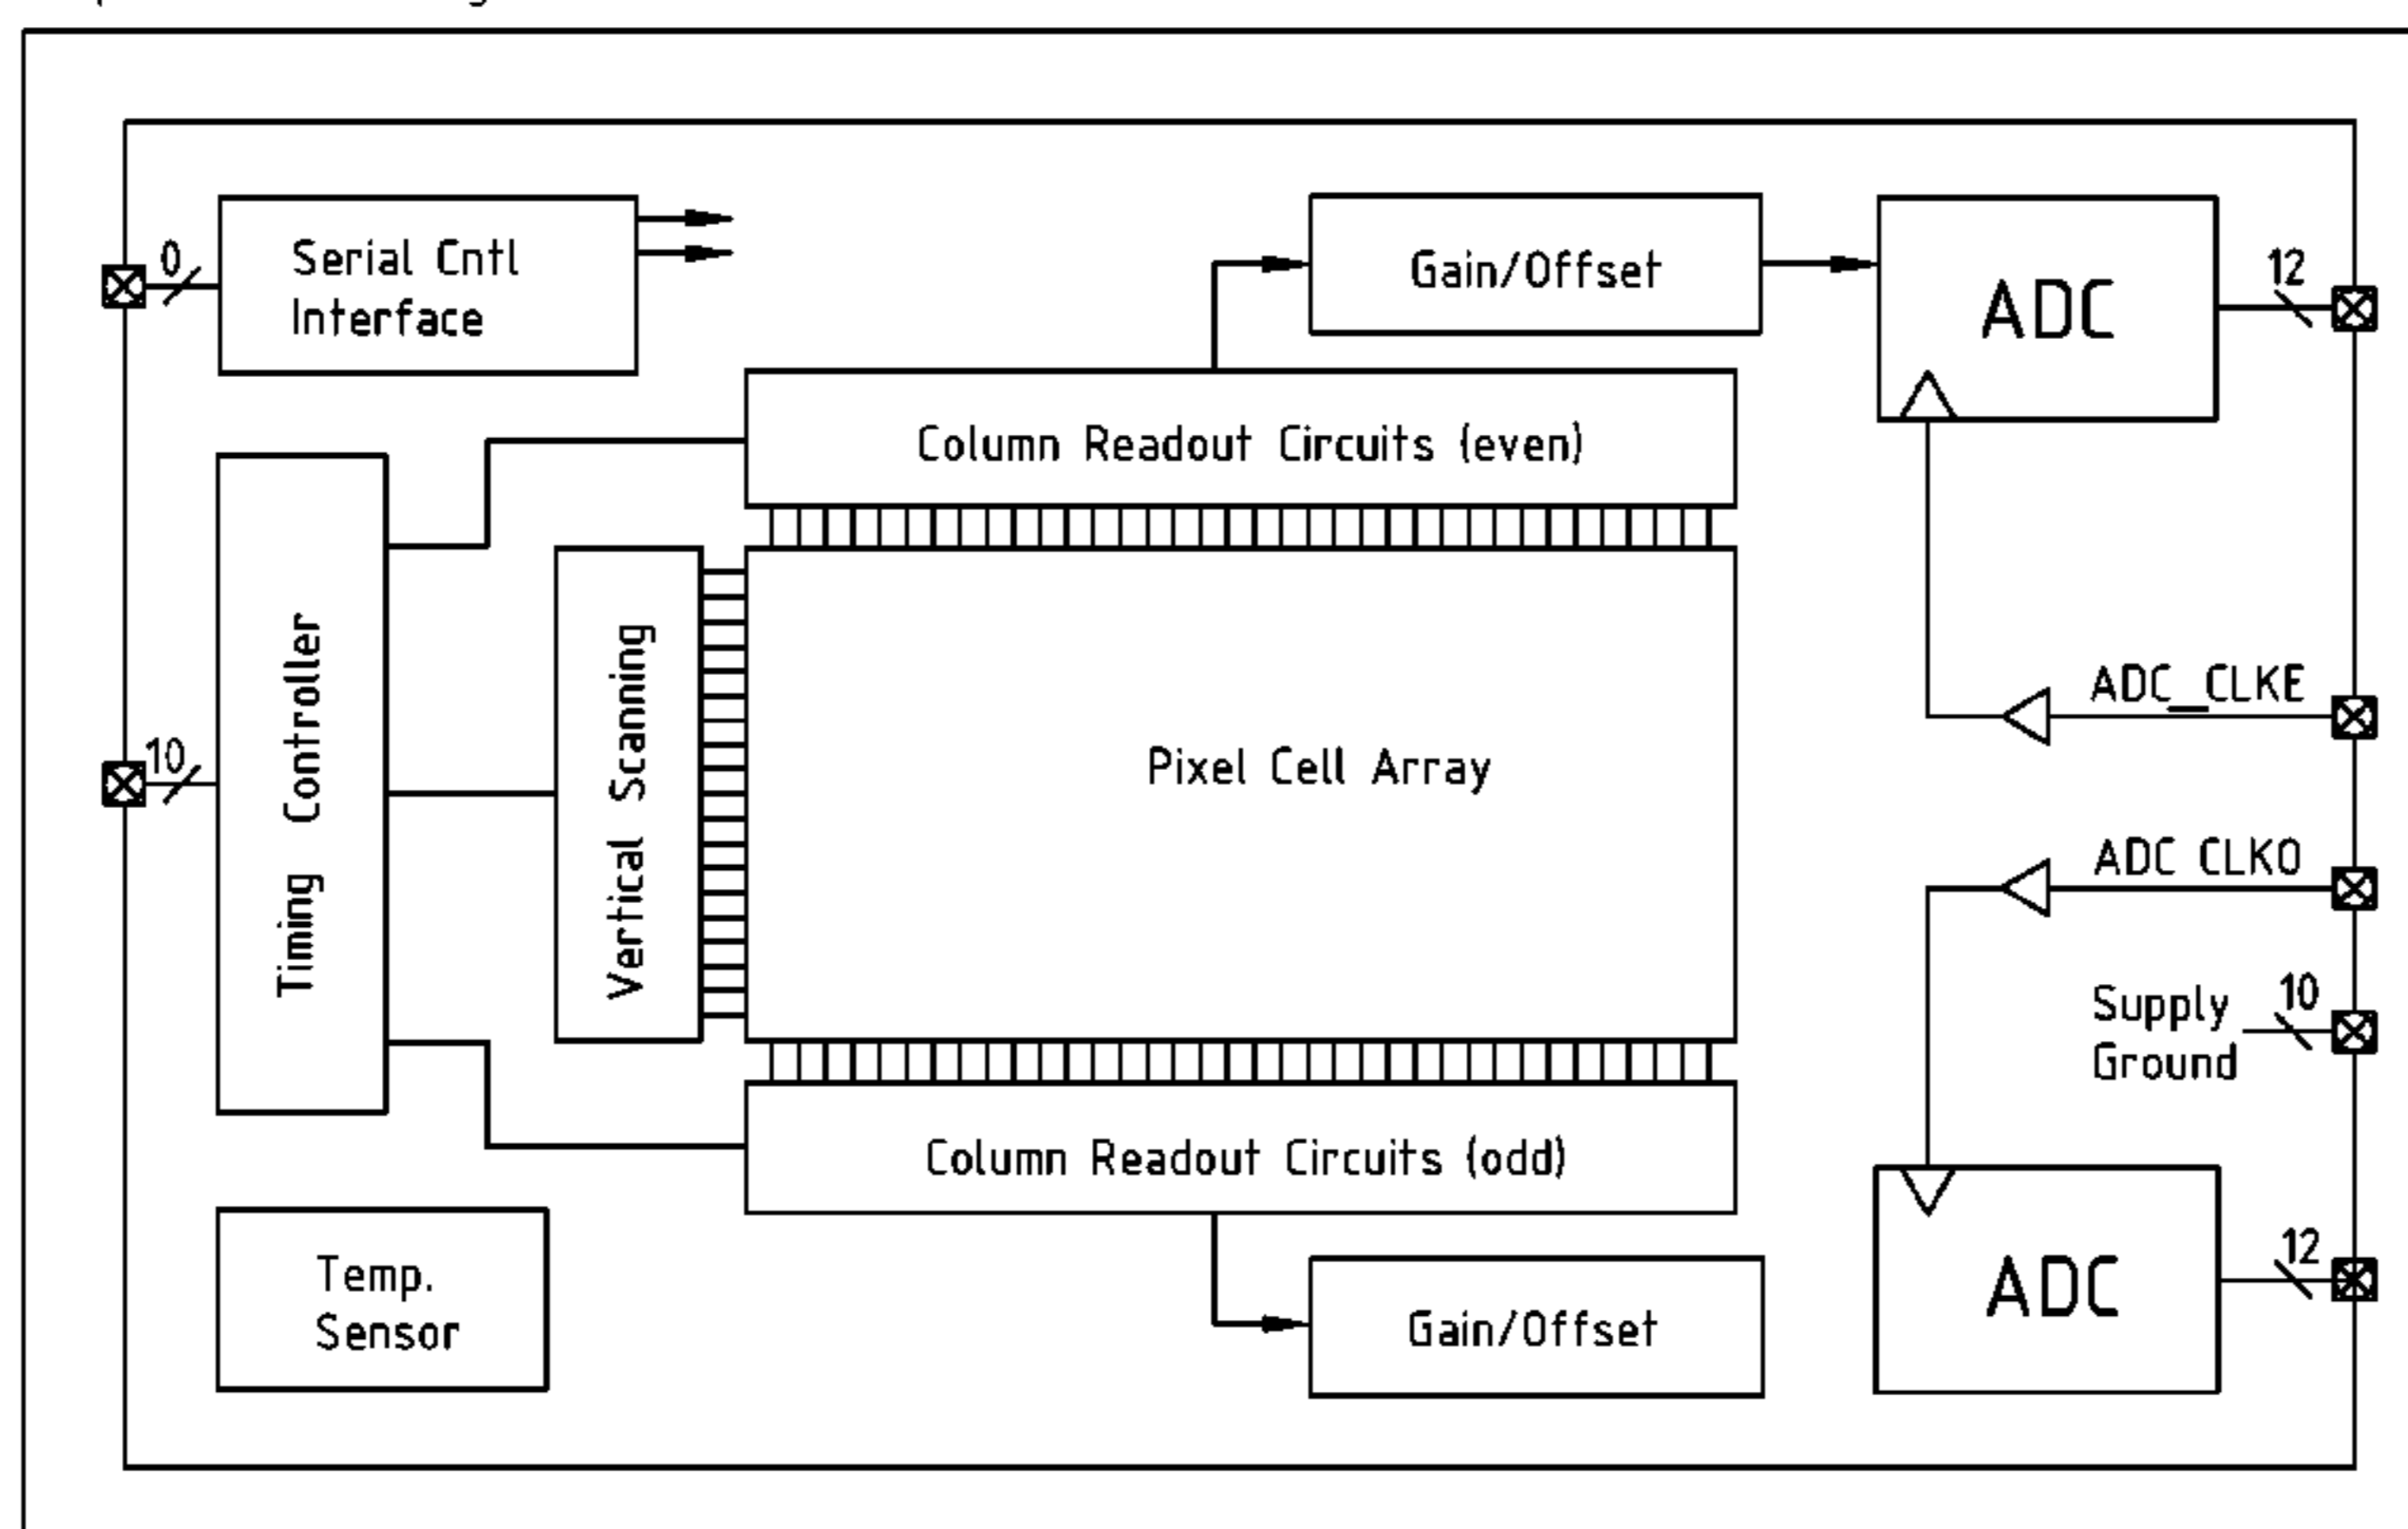 0
Serial Cntl
Interface
Gain/Offset
ADC
12
Column Readout Circuits (even)
10
Timing Controller
Vertical Scanning
Pixel Cell Array
ADC_CLKE
ADC CLKO
Supply
Ground
10
Column Readout Circuits (odd)
Temp.
Sensor
Gain/Offset
ADC
12